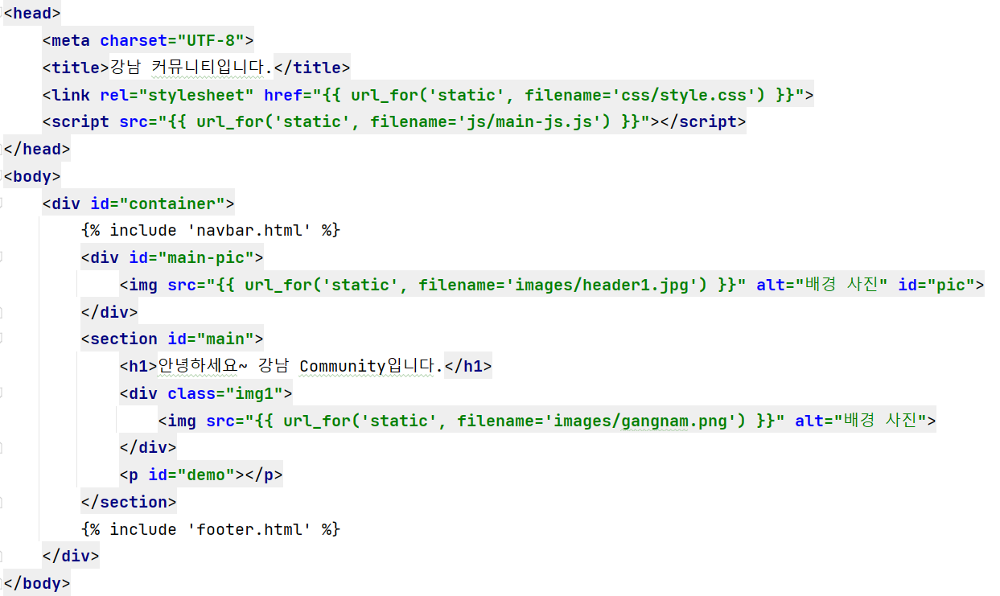 <head>
<meta charset="UTF-8">
<title>강남 커뮤니티입니다.</title>
<link rel="stylesheet" href="{{ url_for('static', filename='css/style.css') }}">
<script src="{{ url_for('static', filename='js/main-js.js') }}"></script>
</head>
<body>
<div id="container">
{% include 'navbar.html' %}
<div id="main-pic">
<img src="{{ url_for('static', filename='images/header1.jpg') }}" alt="배경 사진" id="pic">
</div>
<section id="main">
<h1>안녕하세요~ 강남 Community입니다.</h1>
<div class="img1">
<img src="{{ url_for('static', filename='images/gangnam.png') }}" alt="배경 사진">
</div>
<p id="demo"></p>
</section>
{% include 'footer.html' %}
</div>
</body>